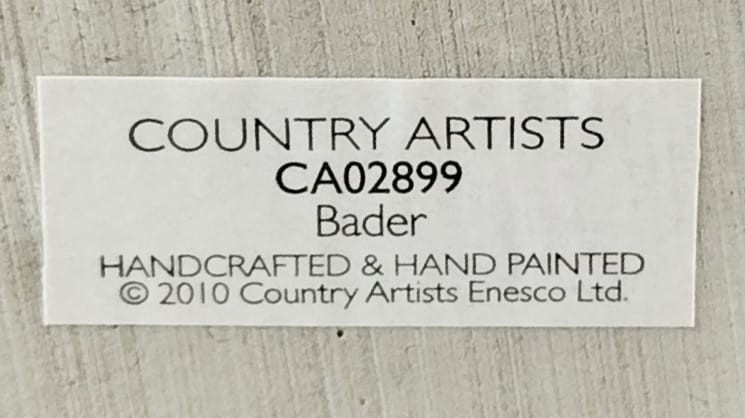 COUNTRY ARTISTS
CA02899
Bader
HANDCRAFTED & HAND PAINTED
© 2010 Country Artists Enesco Ltd.